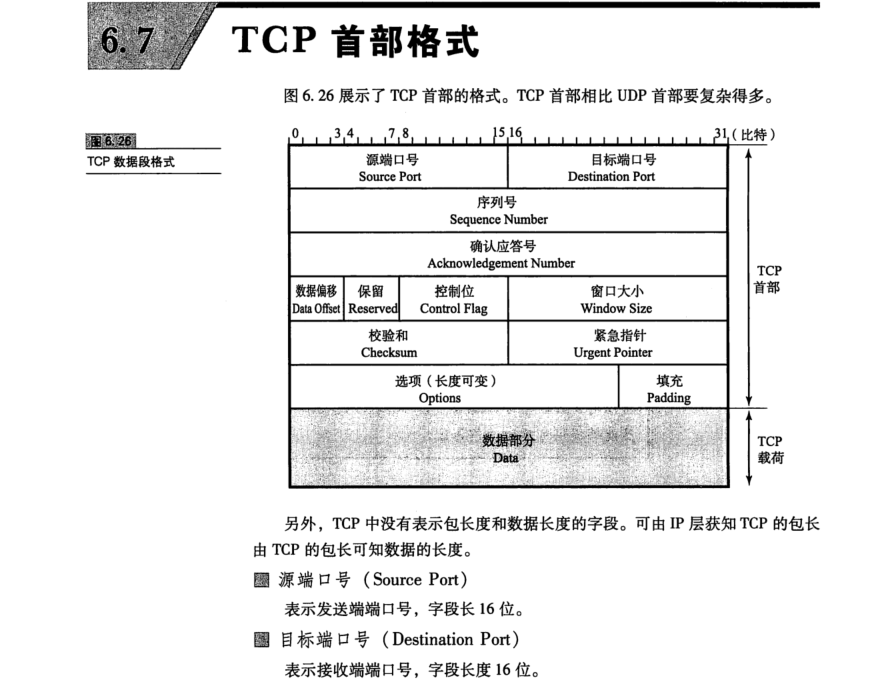 6.7 TCP 首部格式
图 6.26 展示了 TCP 首部的格式。TCP 首部相比 UDP 首部要复杂得多。
图 6.26
TCP 数据段格式
0 3 4 7 8 15 16 31 (比特)
源端口号 目标端口号
Source Port Destination Port
序列号
Sequence Number
确认应答号
Acknowledgement Number
数据偏移 保留 控制位 窗口大小
Data Offset Reserved Control Flag Window Size
校验和 紧急指针
Checksum Urgent Pointer
选项（长度可变） 填充
Options Padding
TCP
首部
数据部分
Data
TCP
载荷
另外，TCP 中没有表示包长度和数据长度的字段。可由 IP 层获知 TCP 的包长
由 TCP 的包长可知数据的长度。
源端口号（Source Port）
表示发送端端口号，字段长 16 位。
目标端口号（Destination Port）
表示接收端端口号，字段长度 16 位。